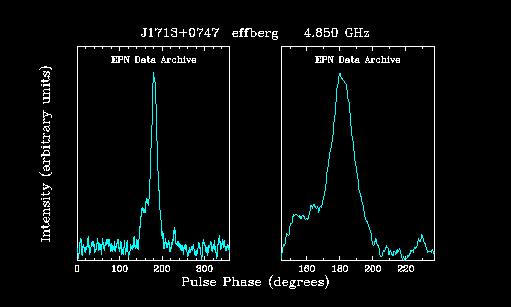 J1713+0747 effberg 4.850 GHz
EPN Data Archive
EPN Data Archive
Intensity (arbitrary units)
0 100 200 300
160 180 200 220
Pulse Phase (degrees)